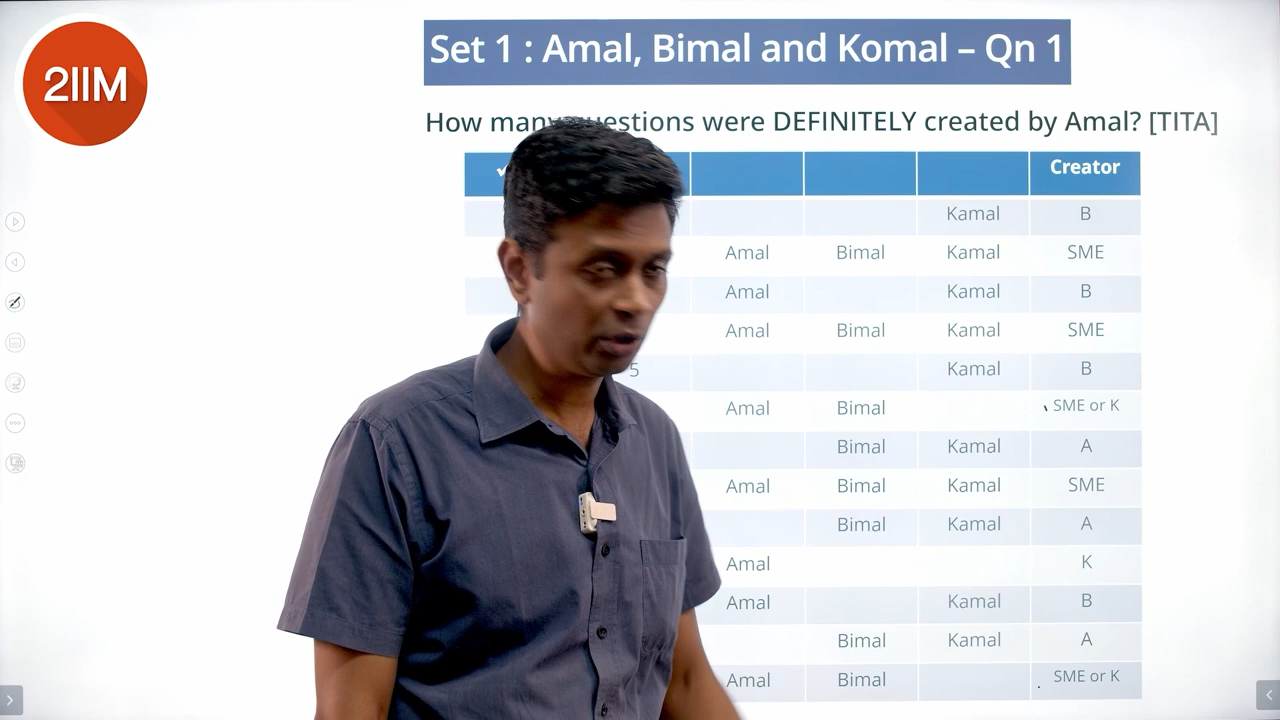 2IIM
Set 1 : Amal, Bimal and Komal – Qn 1
How many questions were DEFINITELY created by Amal? [TITA]
Creator
Kamal B
Amal Bimal Kamal SME
Amal Kamal B
Amal Bimal Kamal SME
5 Kamal B
Amal Bimal SME or K
Bimal Kamal A
Amal Bimal Kamal SME
Bimal Kamal A
Amal K
Amal Kamal B
Bimal Kamal A
Amal Bimal SME or K